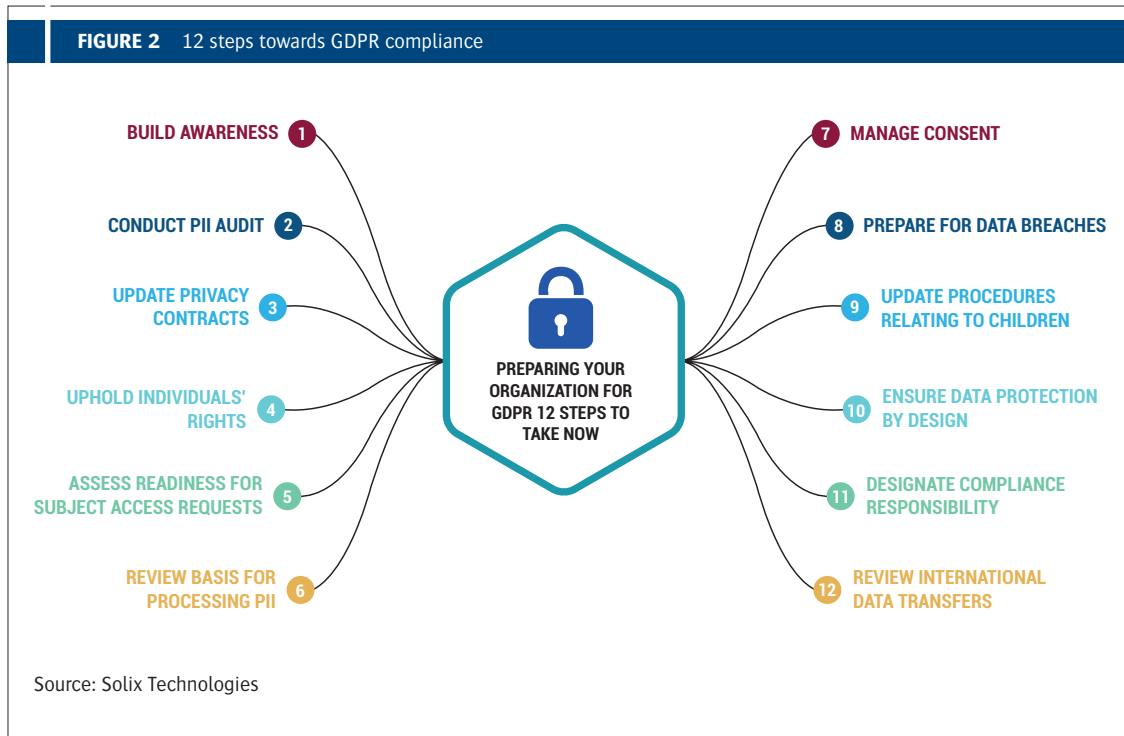 FIGURE 2 12 steps towards GDPR compliance
BUILD AWARENESS 1
CONDUCT PII AUDIT 2
UPDATE PRIVACY
CONTRACTS
3
UPHOLD INDIVIDUALS'
RIGHTS
4
ASSESS READINESS FOR
SUBJECT ACCESS REQUESTS
5
REVIEW BASIS FOR
PROCESSING PII
6
PREPARING YOUR
ORGANIZATION FOR
GDPR 12 STEPS TO
TAKE NOW
7 MANAGE CONSENT
8 PREPARE FOR DATA BREACHES
9
UPDATE PROCEDURES
RELATING TO CHILDREN
10
ENSURE DATA PROTECTION
BY DESIGN
11
DESIGNATE COMPLIANCE
RESPONSIBILITY
12
REVIEW INTERNATIONAL
DATA TRANSFERS
Source: Solix Technologies